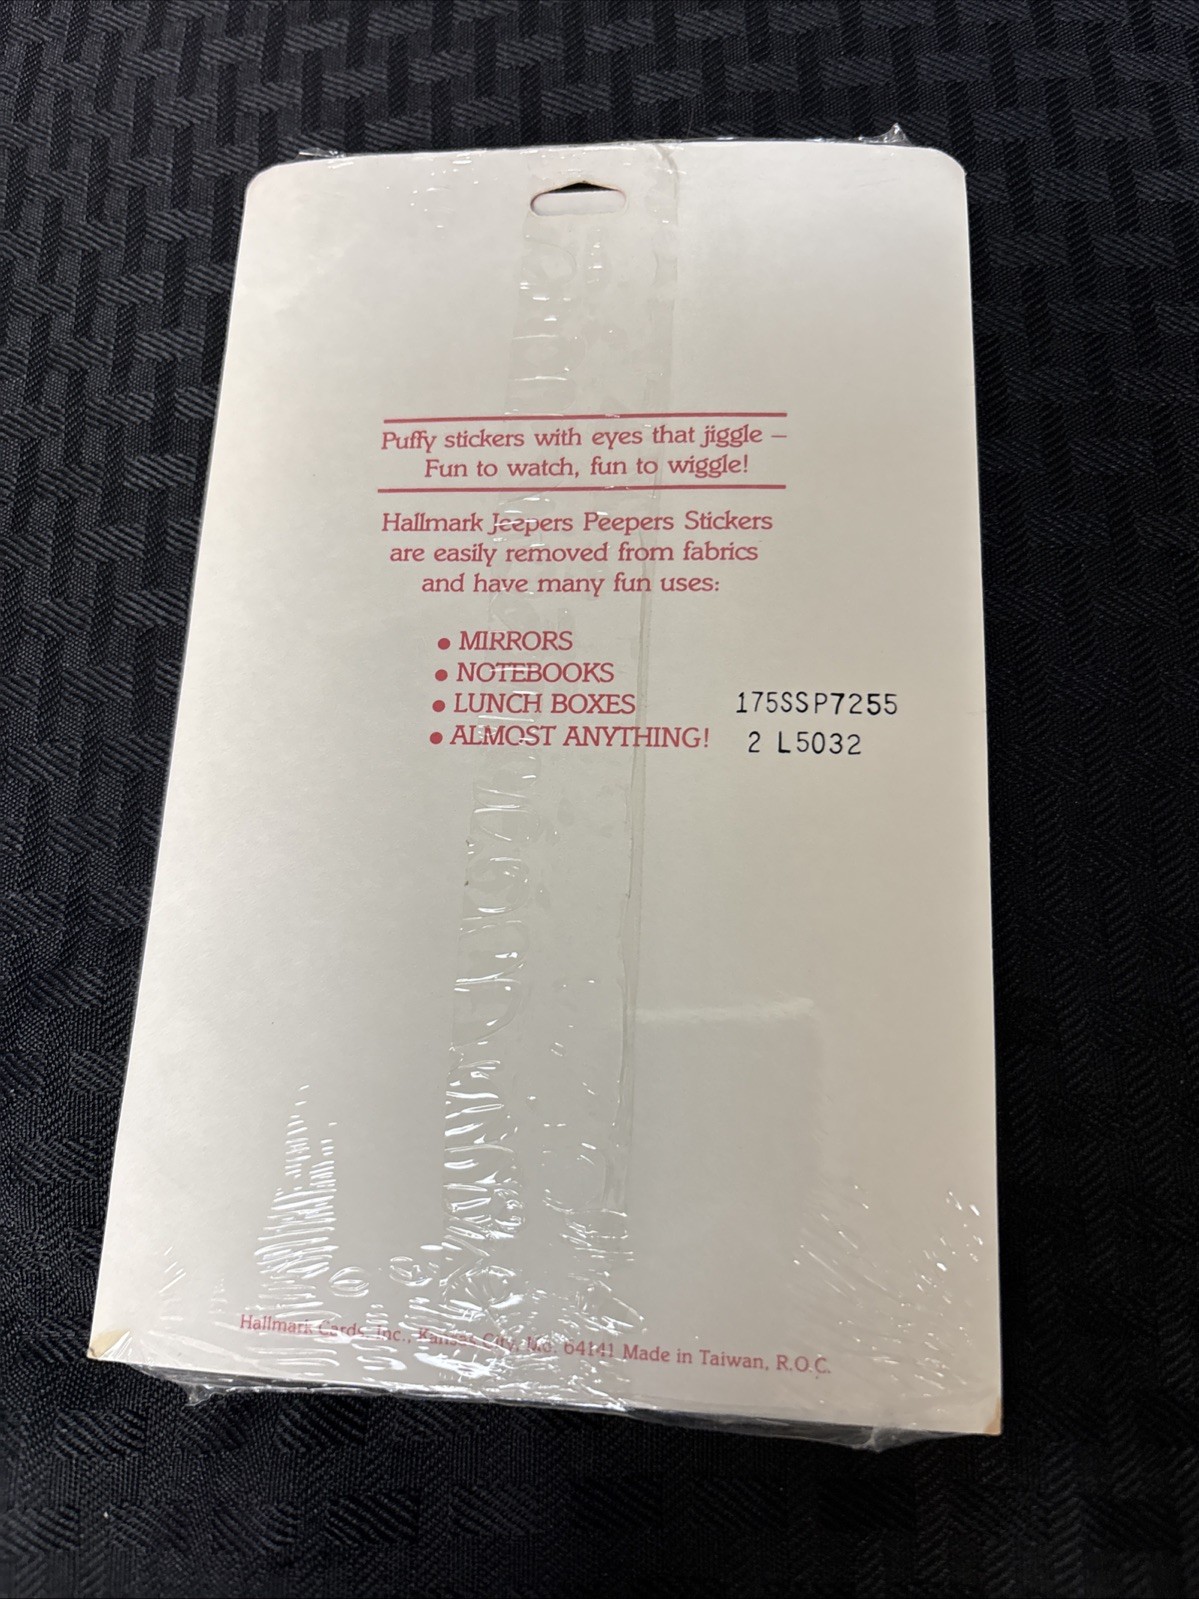 Puffy stickers with eyes that jiggle –
Fun to watch, fun to wiggle!
Hallmark Jeepers Peepers Stickers
are easily removed from fabrics
and have many fun uses:
• MIRRORS
• NOTEBOOKS
• LUNCH BOXES
• ALMOST ANYTHING!
175SSP7255
2 L5032
Hallmark Cards, Inc., Kansas City, Mo. 64141 Made in Taiwan, R.O.C.